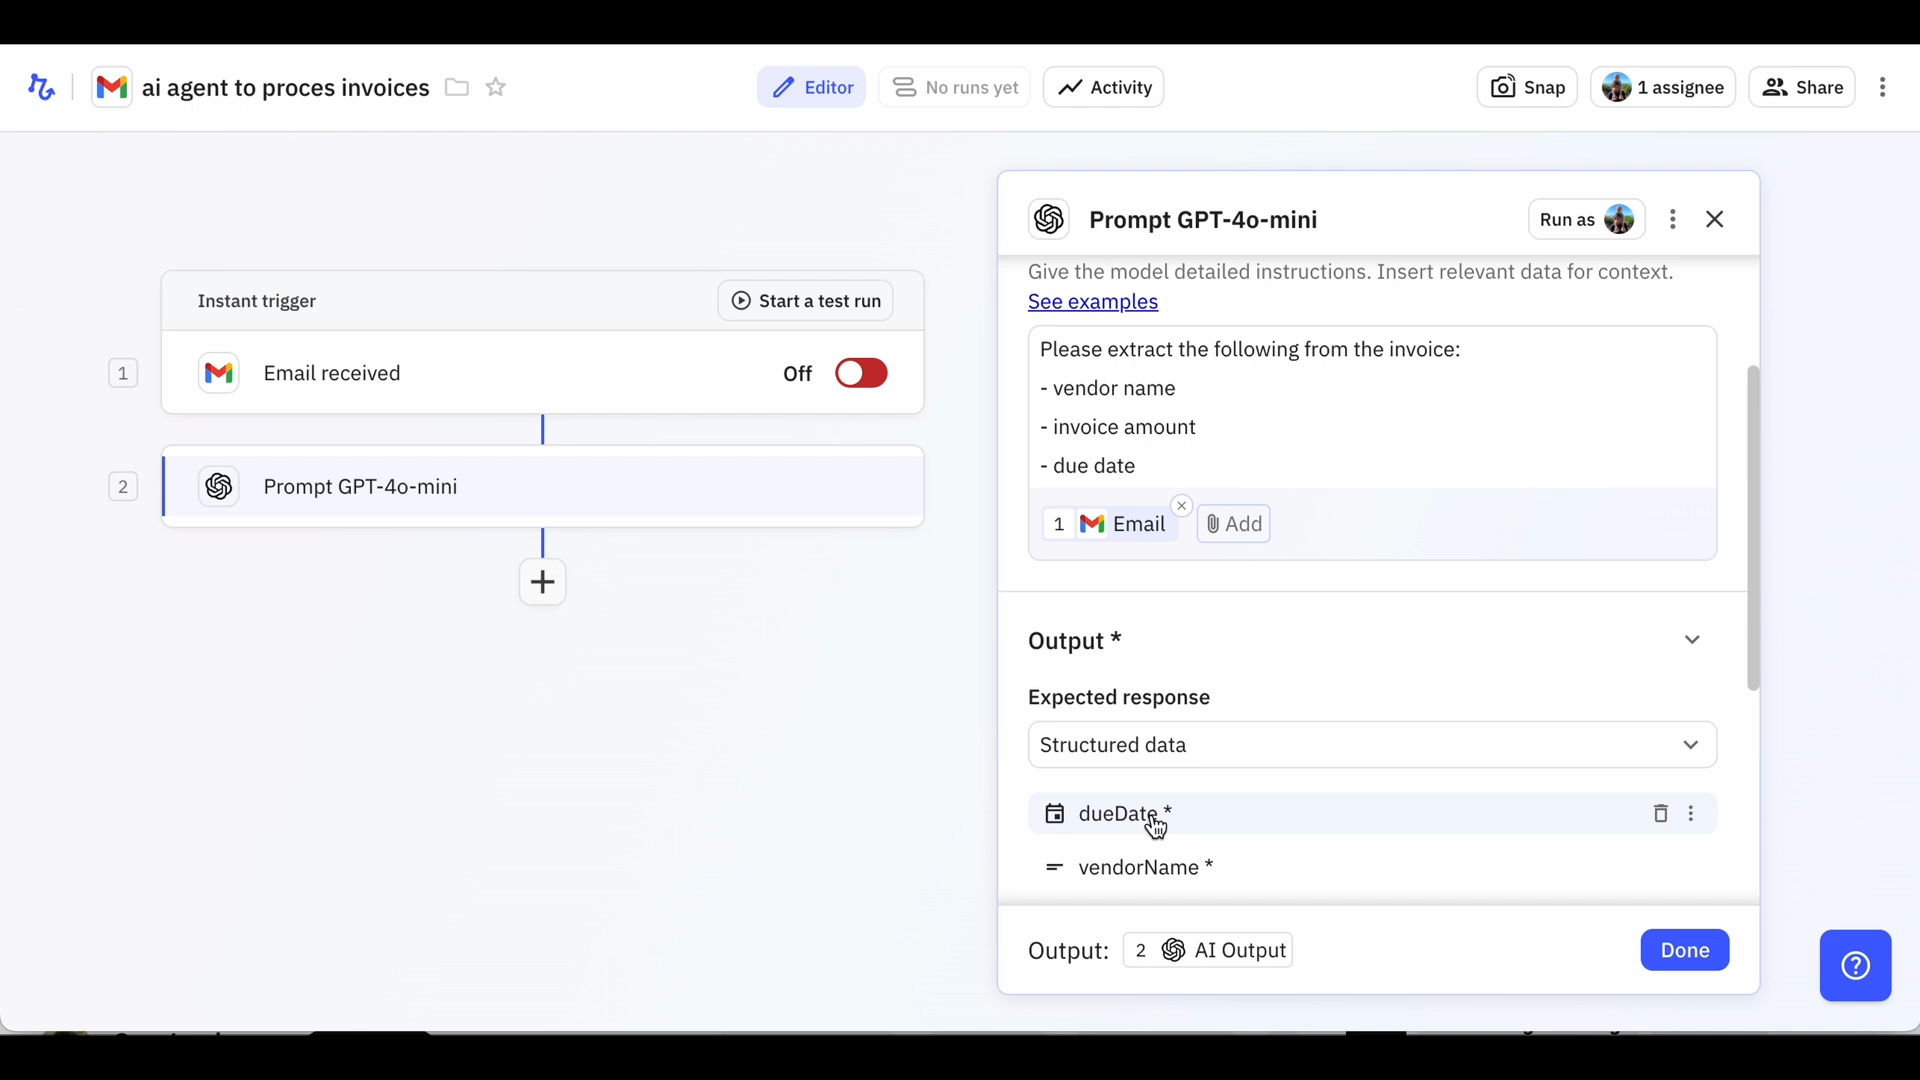 ai agent to proces invoices
Editor
No runs yet
Activity
Snap
1 assignee
Share
Instant trigger
Start a test run
1
Email received
Off
2
Prompt GPT-4o-mini
Prompt GPT-4o-mini
Run as
Give the model detailed instructions. Insert relevant data for context.
See examples
Please extract the following from the invoice:
- vendor name
- invoice amount
- due date
1 Email
Add
Output *
Expected response
Structured data
dueDate *
vendorName *
Output: 2 AI Output
Done